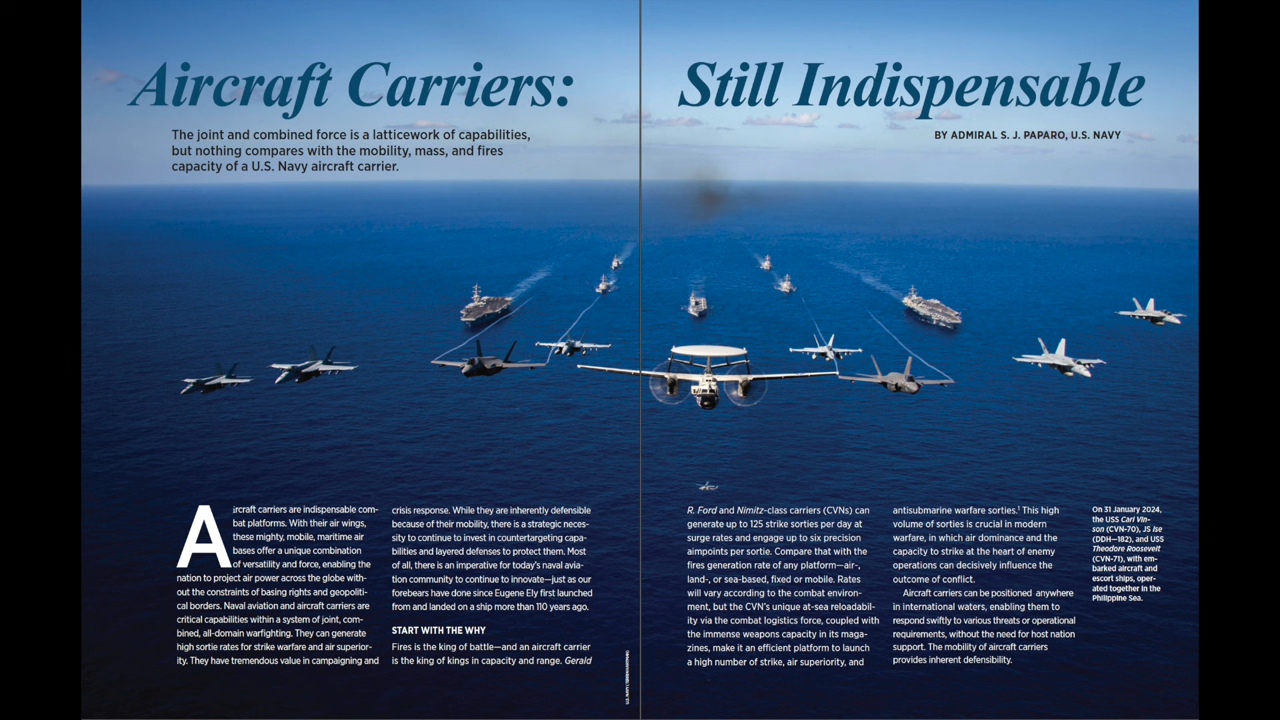 Aircraft Carriers: Still Indispensable
The joint and combined force is a latticework of capabilities,
but nothing compares with the mobility, mass, and fires
capacity of a U.S. Navy aircraft carrier.
BY ADMIRAL S. J. PAPARO, U.S. NAVY
Aircraft carriers are indispensable com-
bat platforms. With their air wings,
these mighty, mobile, maritime air
bases offer a unique combination
of versatility and force, enabling the
nation to project air power across the globe with-
out the constraints of basing rights and geopoliti-
cal borders. Naval aviation and aircraft carriers are
critical capabilities within a system of joint, com-
bined, all-domain warfighting. They can generate
high sortie rates for strike warfare and air superior-
ity. They have tremendous value in campaigning and
crisis response. While they are inherently defensible
because of their mobility, there is a strategic neces-
sity to continue to invest in countertargeting capa-
bilities and layered defenses to protect them. Most
of all, there is an imperative for today's naval avia-
tion community to continue to innovate—just as our
forebears have done since Eugene Ely first launched
from and landed on a ship more than 110 years ago.
START WITH THE WHY
Fires is the king of battle—and an aircraft carrier
is the king of kings in capacity and range. Gerald
R. Ford and Nimitz-class carriers (CVNs) can
generate up to 125 strike sorties per day at
surge rates and engage up to six precision
aimpoints per sortie. Compare that with the
fires generation rate of any platform—air-,
land-, or sea-based, fixed or mobile. Rates
will vary according to the combat environ-
ment, but the CVN's unique at-sea reloadabil-
ity via the combat logistics force, coupled with
the immense weapons capacity in its maga-
zines, make it an efficient platform to launch
a high number of strike, air superiority, and
antisubmarine warfare sorties.¹ This high
volume of sorties is crucial in modern
warfare, in which air dominance and the
capacity to strike at the heart of enemy
operations can decisively influence the
outcome of conflict.
Aircraft carriers can be positioned anywhere
in international waters, enabling them to
respond swiftly to various threats or operational
requirements, without the need for host nation
support. The mobility of aircraft carriers
provides inherent defensibility.
On 31 January 2024,
the USS Carl Vin-
son (CVN-70), JS Ise
(DDH—182), and USS
Theodore Roosevelt
(CVN-71), with em-
barked aircraft and
escort ships, oper-
ated together in the
Philippine Sea.